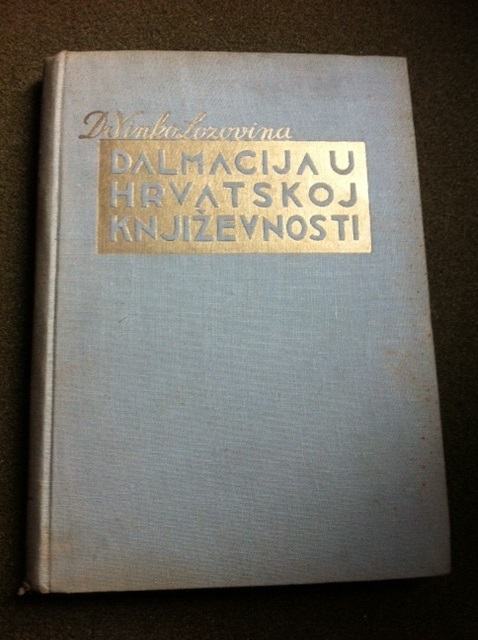 Dr Vinko Lozovina
DALMACIJA U
HRVATSKOJ
KNJIŽEVNOSTI